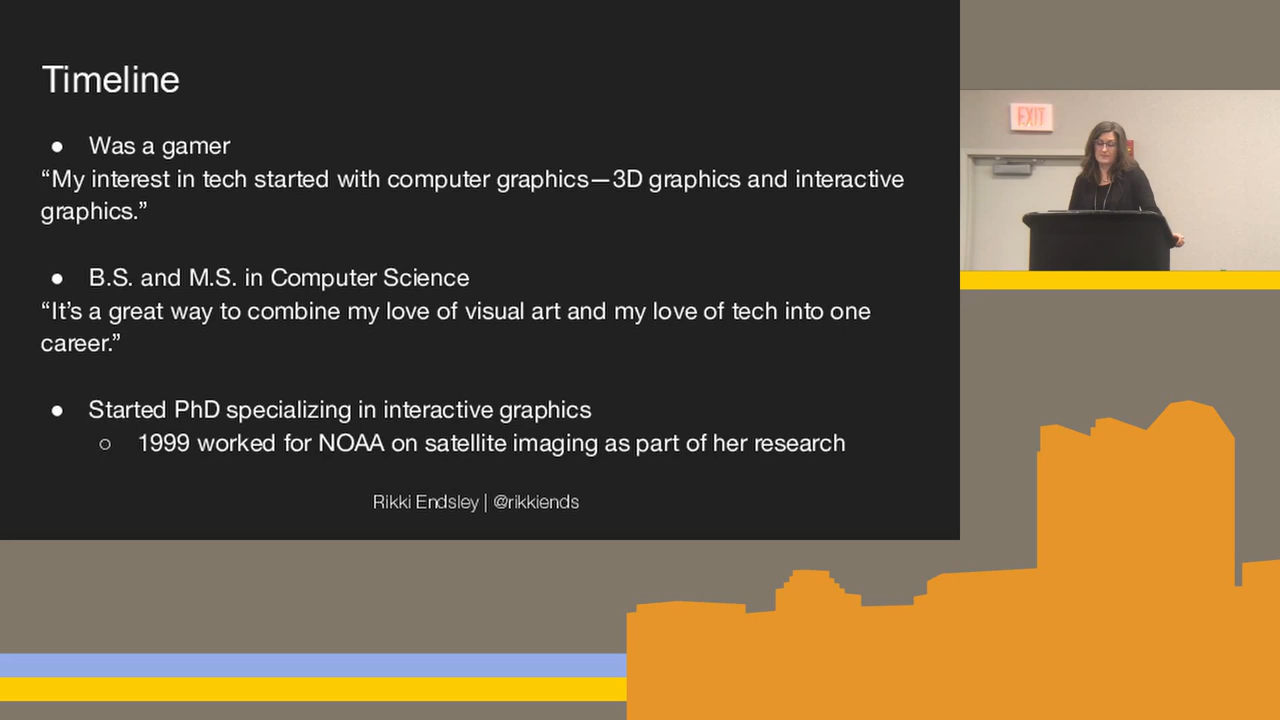 Timeline
● Was a gamer
“My interest in tech started with computer graphics—3D graphics and interactive
graphics.”
● B.S. and M.S. in Computer Science
“It’s a great way to combine my love of visual art and my love of tech into one
career.”
● Started PhD specializing in interactive graphics
○ 1999 worked for NOAA on satellite imaging as part of her research
Rikki Endsley | @rikkiends
EXIT